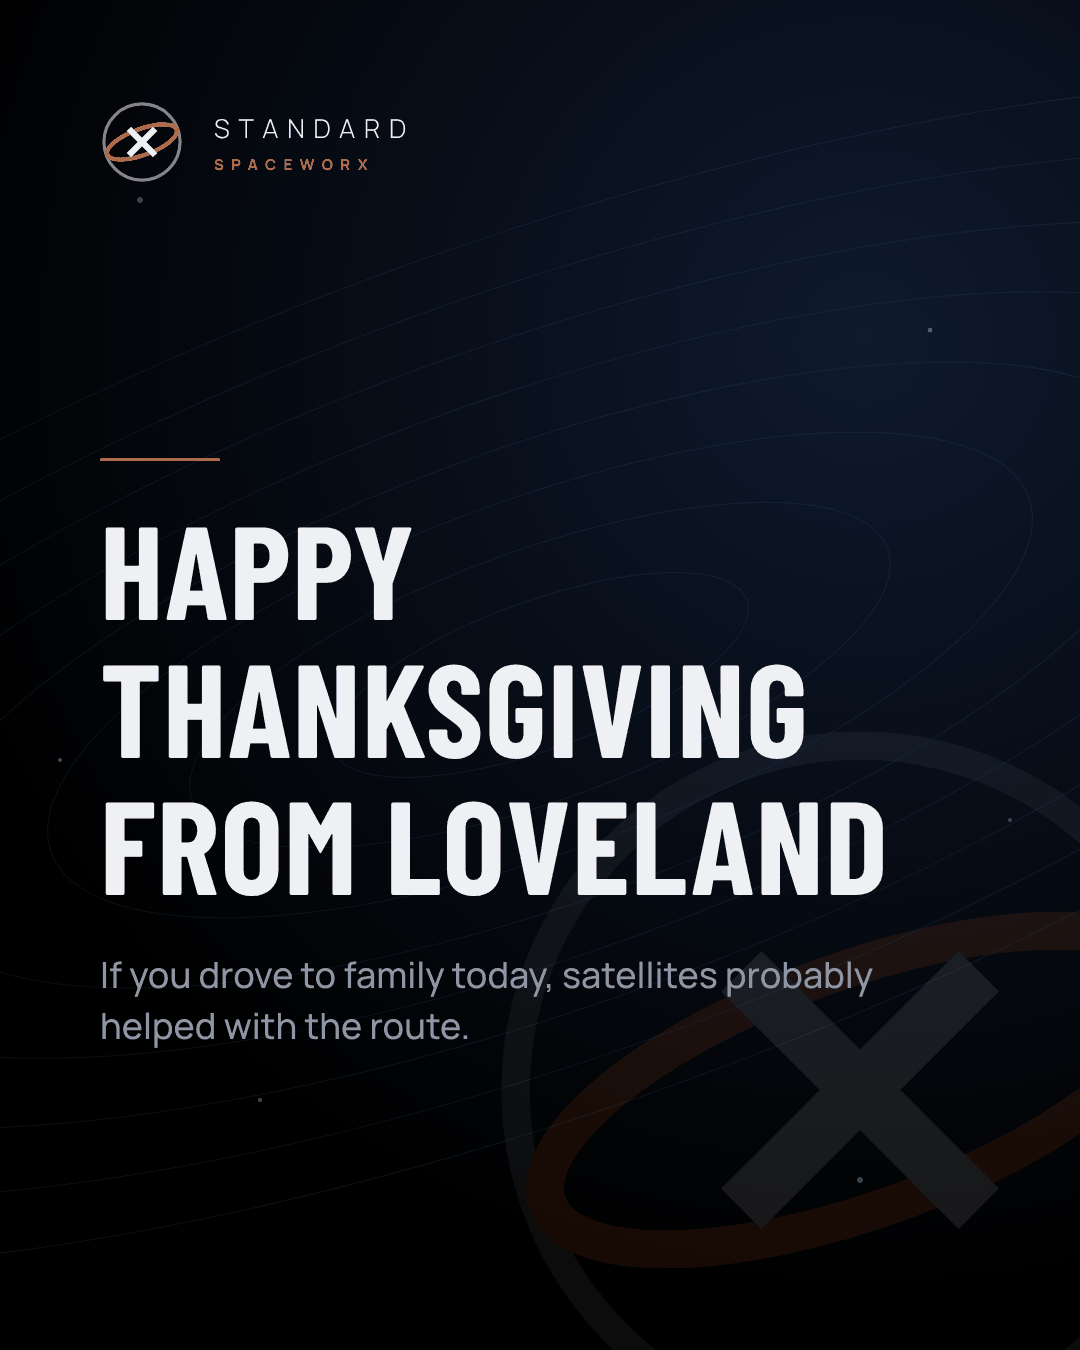 STANDARD
SPACEWORX
HAPPY
THANKSGIVING
FROM LOVELAND
If you drove to family today, satellites probably
helped with the route.